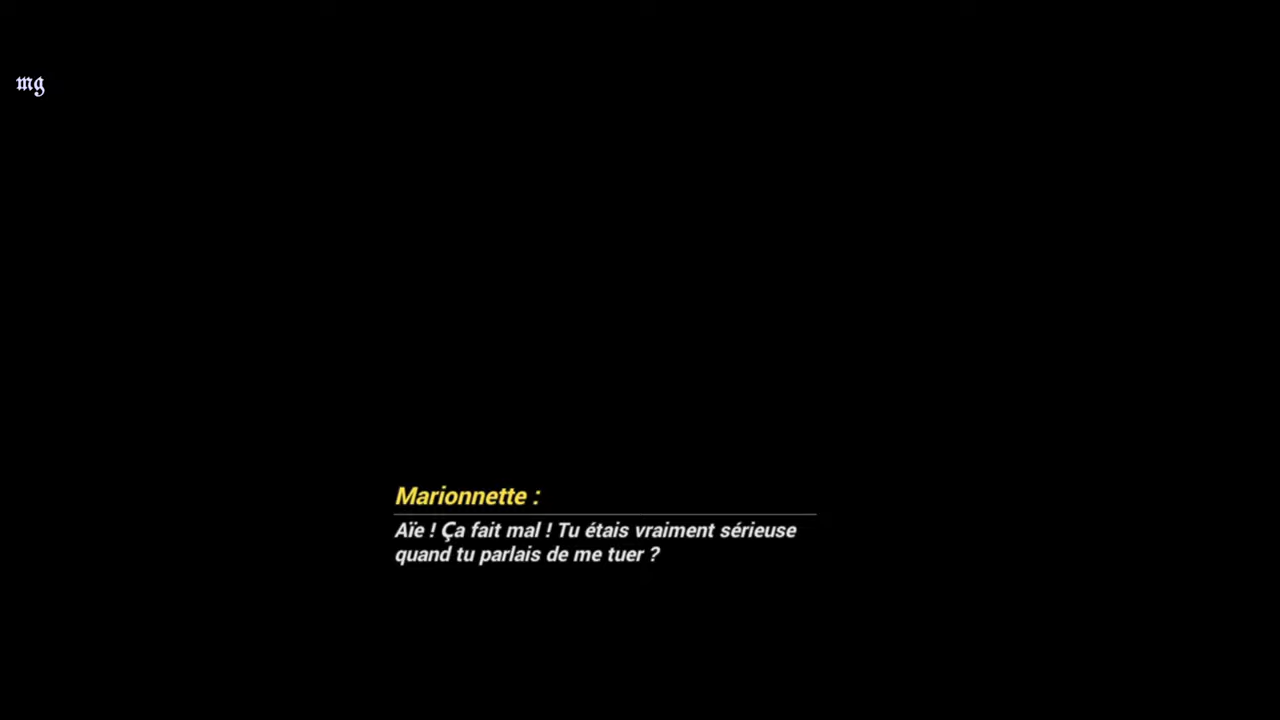 mg
Marionnette :
Aïe ! Ça fait mal ! Tu étais vraiment sérieuse
quand tu parlais de me tuer ?